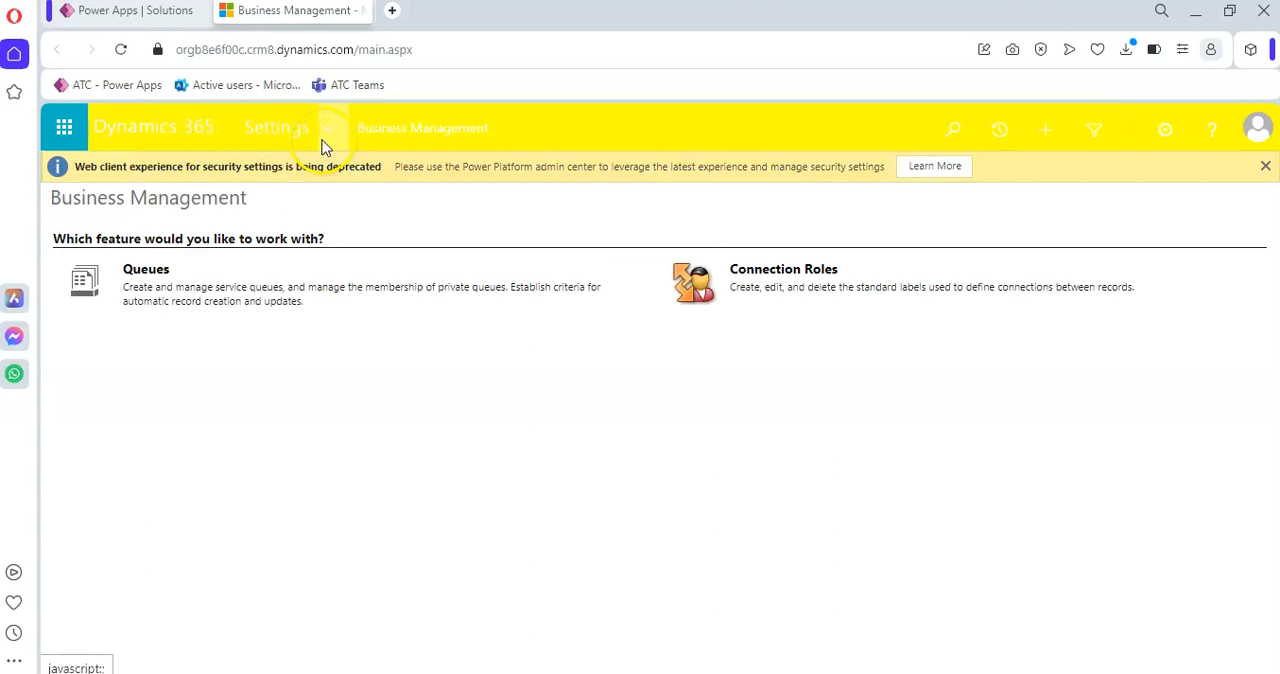 Power Apps | Solutions
Business Management -
orgb8e6f00c.crm8.dynamics.com/main.aspx
ATC - Power Apps
Active users - Micro...
ATC Teams
Dynamics 365
Settings
Business Management
Web client experience for security settings is being deprecated
Please use the Power Platform admin center to leverage the latest experience and manage security settings
Learn More
Business Management
Which feature would you like to work with?
Queues
Create and manage service queues, and manage the membership of private queues. Establish criteria for
automatic record creation and updates.
Connection Roles
Create, edit, and delete the standard labels used to define connections between records.
javascript:;